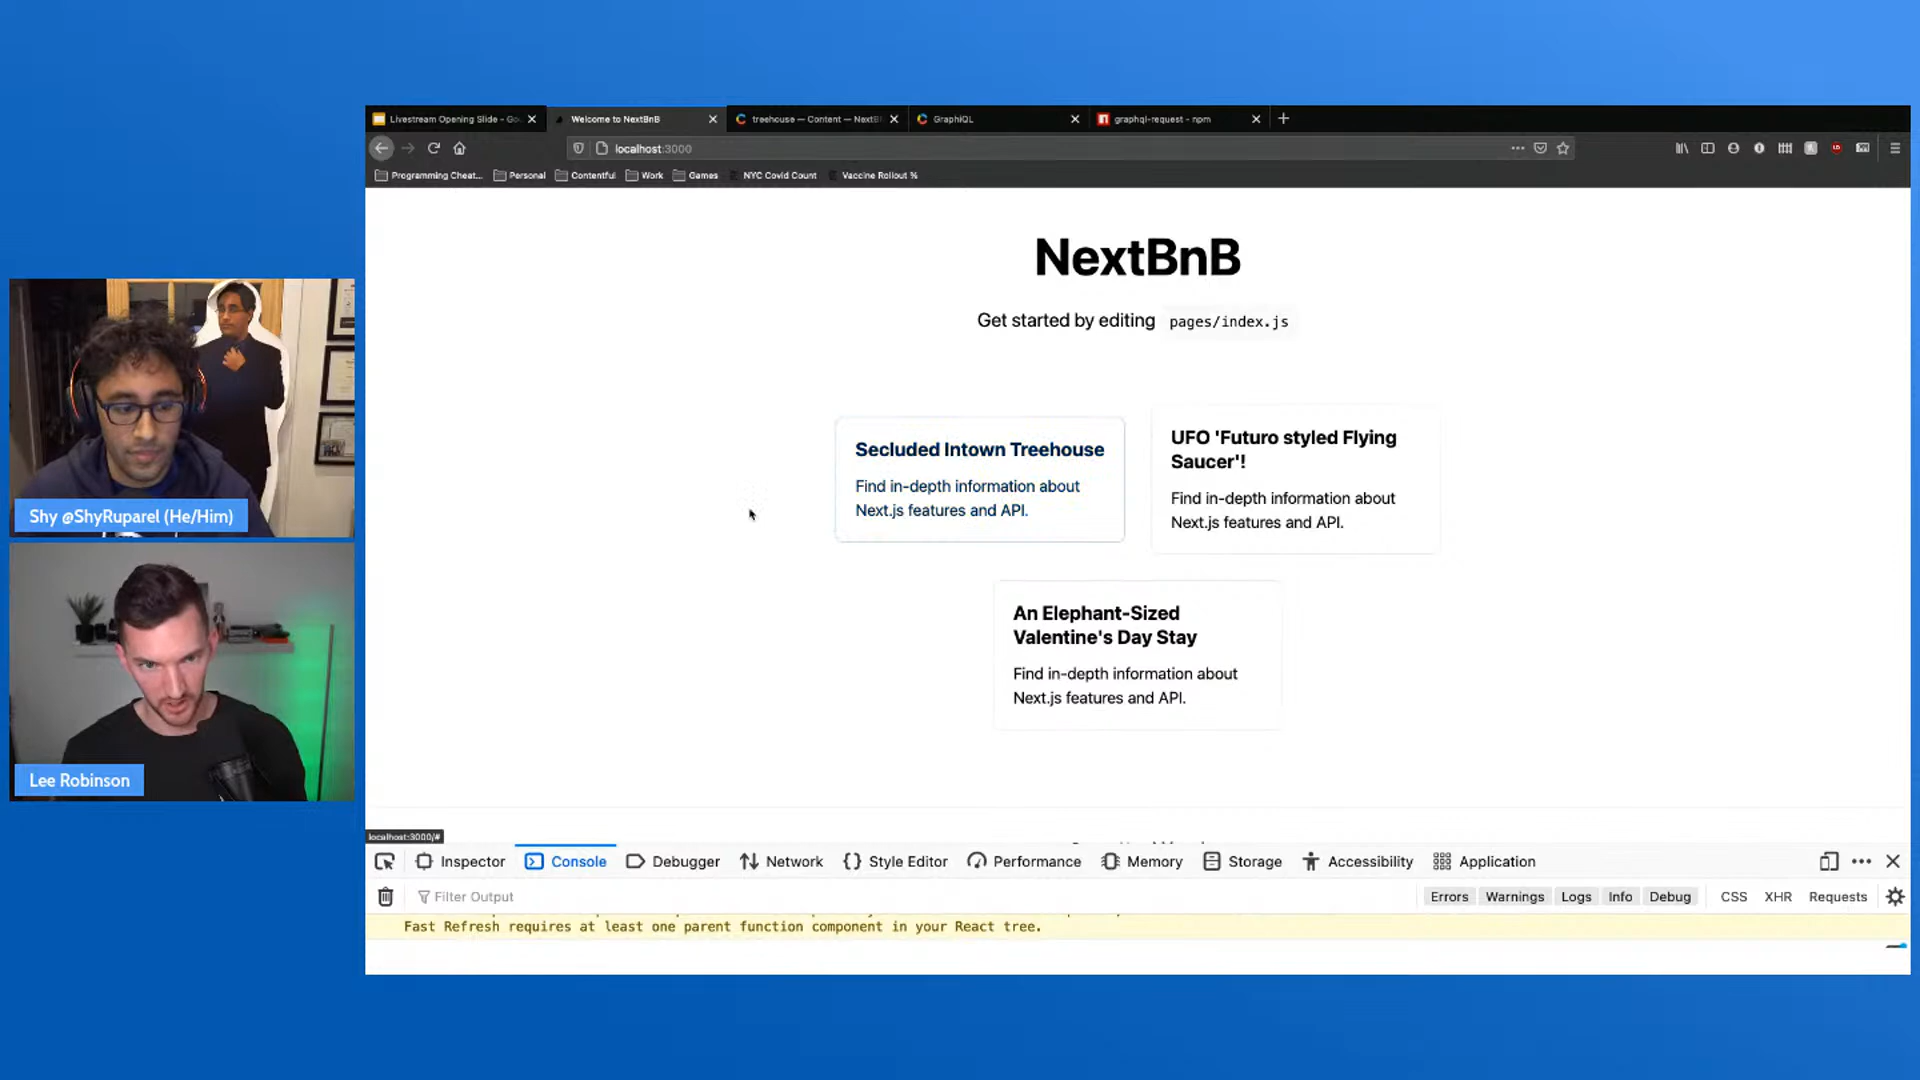 Livestream Opening Slide - Go
Welcome to NextBnB
treehouse — Content — NextB
GraphiQL
graphql-request - npm
localhost:3000
Programming Cheat...
Personal
Contentful
Work
Games
NYC Covid Count
Vaccine Rollout %
NextBnB
Get started by editing pages/index.js
Secluded Intown Treehouse
Find in-depth information about
Next.js features and API.
UFO 'Futuro styled Flying
Saucer'!
Find in-depth information about
Next.js features and API.
An Elephant-Sized
Valentine's Day Stay
Find in-depth information about
Next.js features and API.
Shy @ShyRuparel (He/Him)
Lee Robinson
localhost:3000/#
Inspector
Console
Debugger
Network
Style Editor
Performance
Memory
Storage
Accessibility
Application
Filter Output
Errors
Warnings
Logs
Info
Debug
CSS
XHR
Requests
Fast Refresh requires at least one parent function component in your React tree.